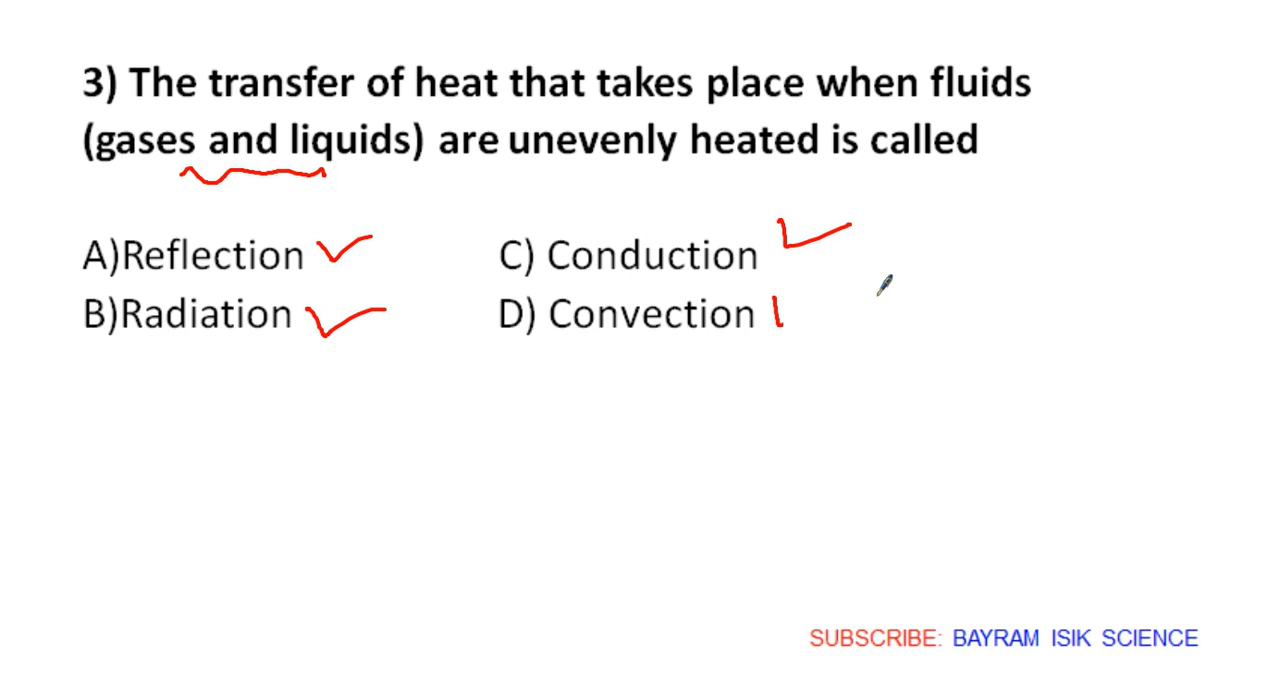 3) The transfer of heat that takes place when fluids
(gases and liquids) are unevenly heated is called
A)Reflection
B)Radiation
C) Conduction
D) Convection
SUBSCRIBE: BAYRAM ISIK SCIENCE